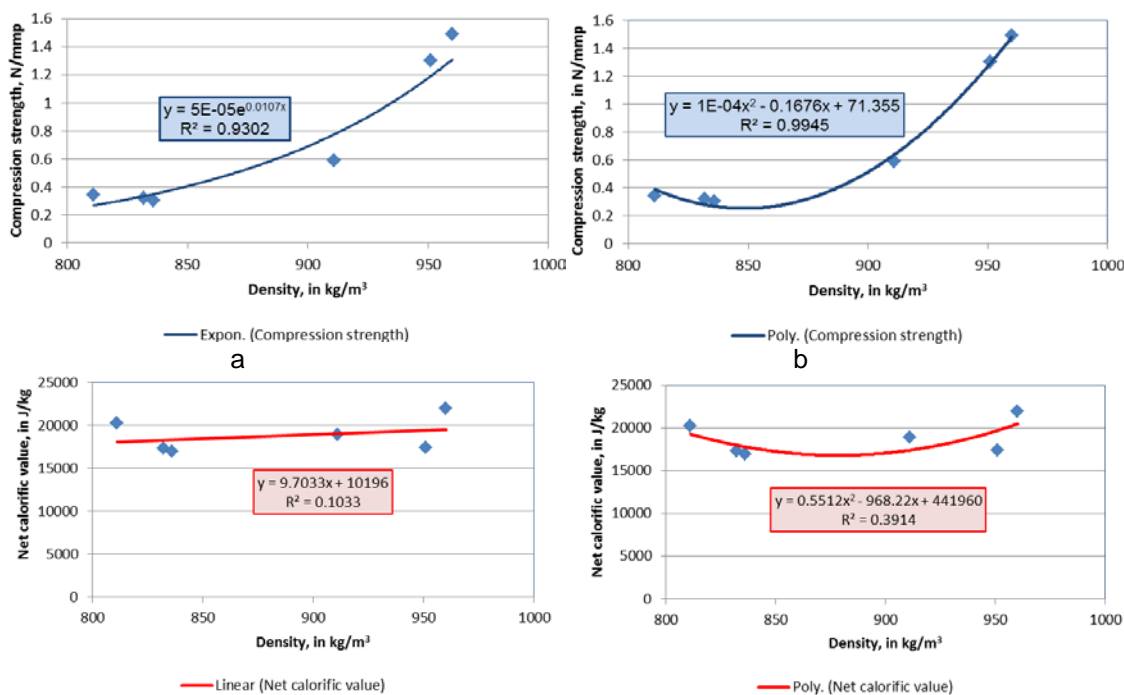 Compression strength, N/mmp
1.6
1.4
1.2
1
0.8
0.6
0.4
0.2
0
y = 5E-05e^0.0107x
R² = 0.9302
800
850
900
950
1000
Density, in kg/m³
Expon. (Compression strength)
a
Compression strength, in N/mmp
1.6
1.4
1.2
1
0.8
0.6
0.4
0.2
0
y = 1E-04x² - 0.1676x + 71.355
R² = 0.9945
800
850
900
950
1000
Density, in kg/m³
Poly. (Compression strength)
b
Net calorific value, in J/kg
25000
20000
15000
10000
5000
0
y = 9.7033x + 10196
R² = 0.1033
800
850
900
950
1000
Density, in kg/m³
Linear (Net calorific value)
Net calorific value, in J/kg
25000
20000
15000
10000
5000
0
y = 0.5512x² - 968.22x + 441960
R² = 0.3914
800
850
900
950
1000
Density, in kg/m³
Poly. (Net calorific value)